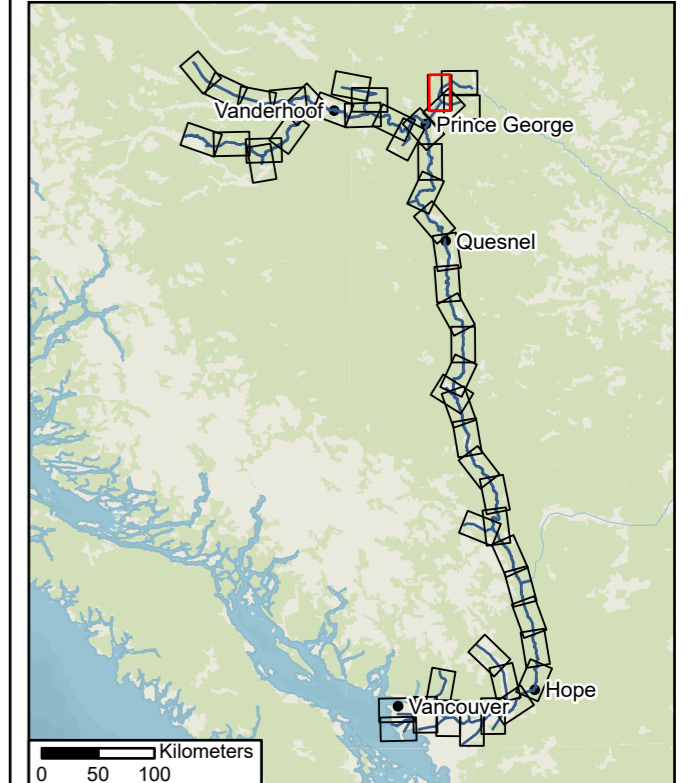 Vanderhoof
Prince George
Quesnel
Hope
Vancouver
Kilometers
0 50 100